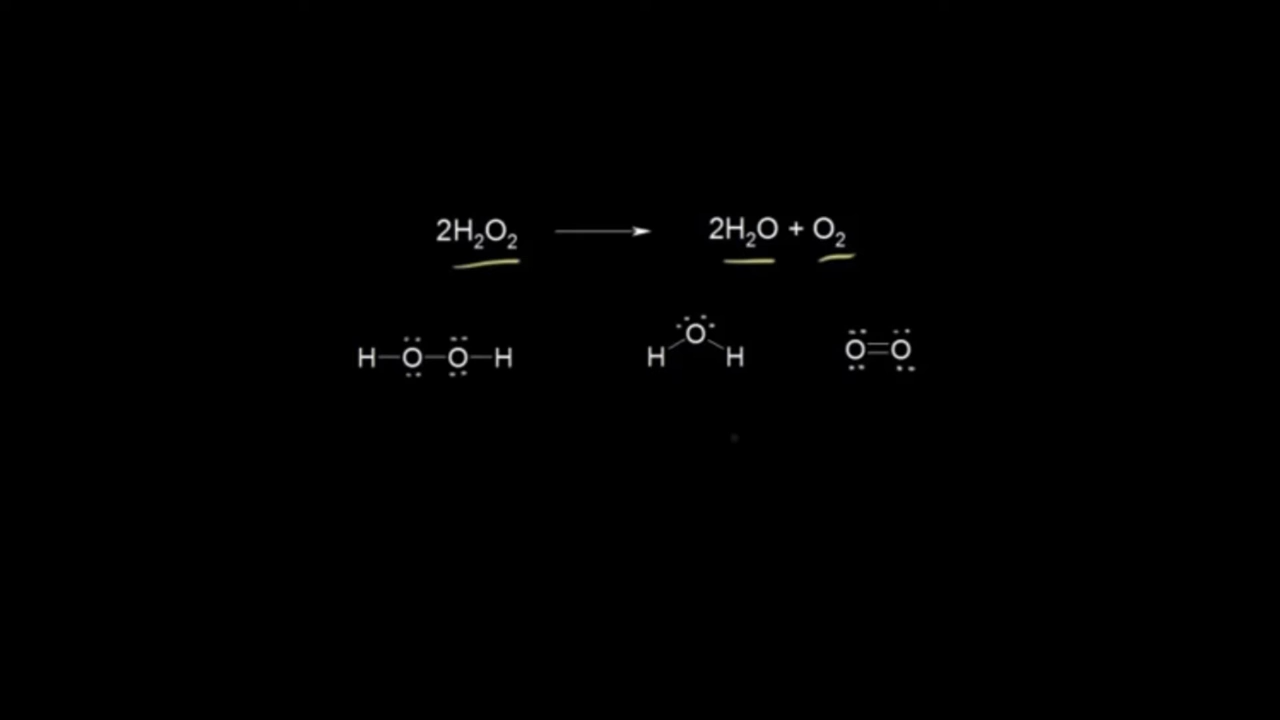 2H₂O₂ ⟶ 2H₂O + O₂
H—O—O—H H O H O=O